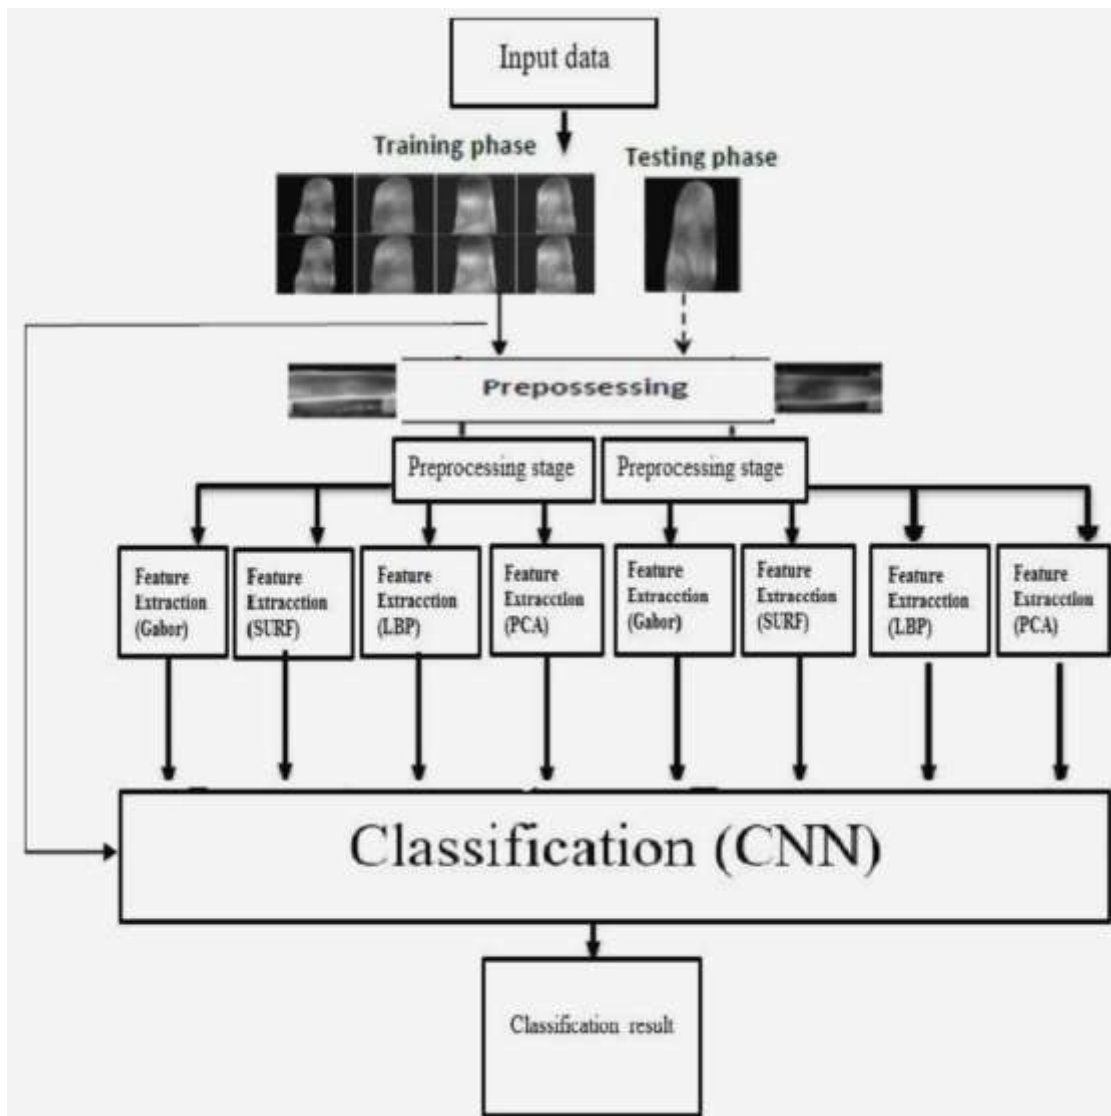 Input data
Training phase
Testing phase
Prepossessing
Preprocessing stage
Preprocessing stage
Feature
Extraction
(Gabor)
Feature
Extracction
(SURF)
Feature
Extracction
(LBP)
Feature
Extracction
(PCA)
Feature
Extracction
(Gabor)
Feature
Extracction
(SURF)
Feature
Extracction
(LBP)
Feature
Extracction
(PCA)
Classification (CNN)
Classification result